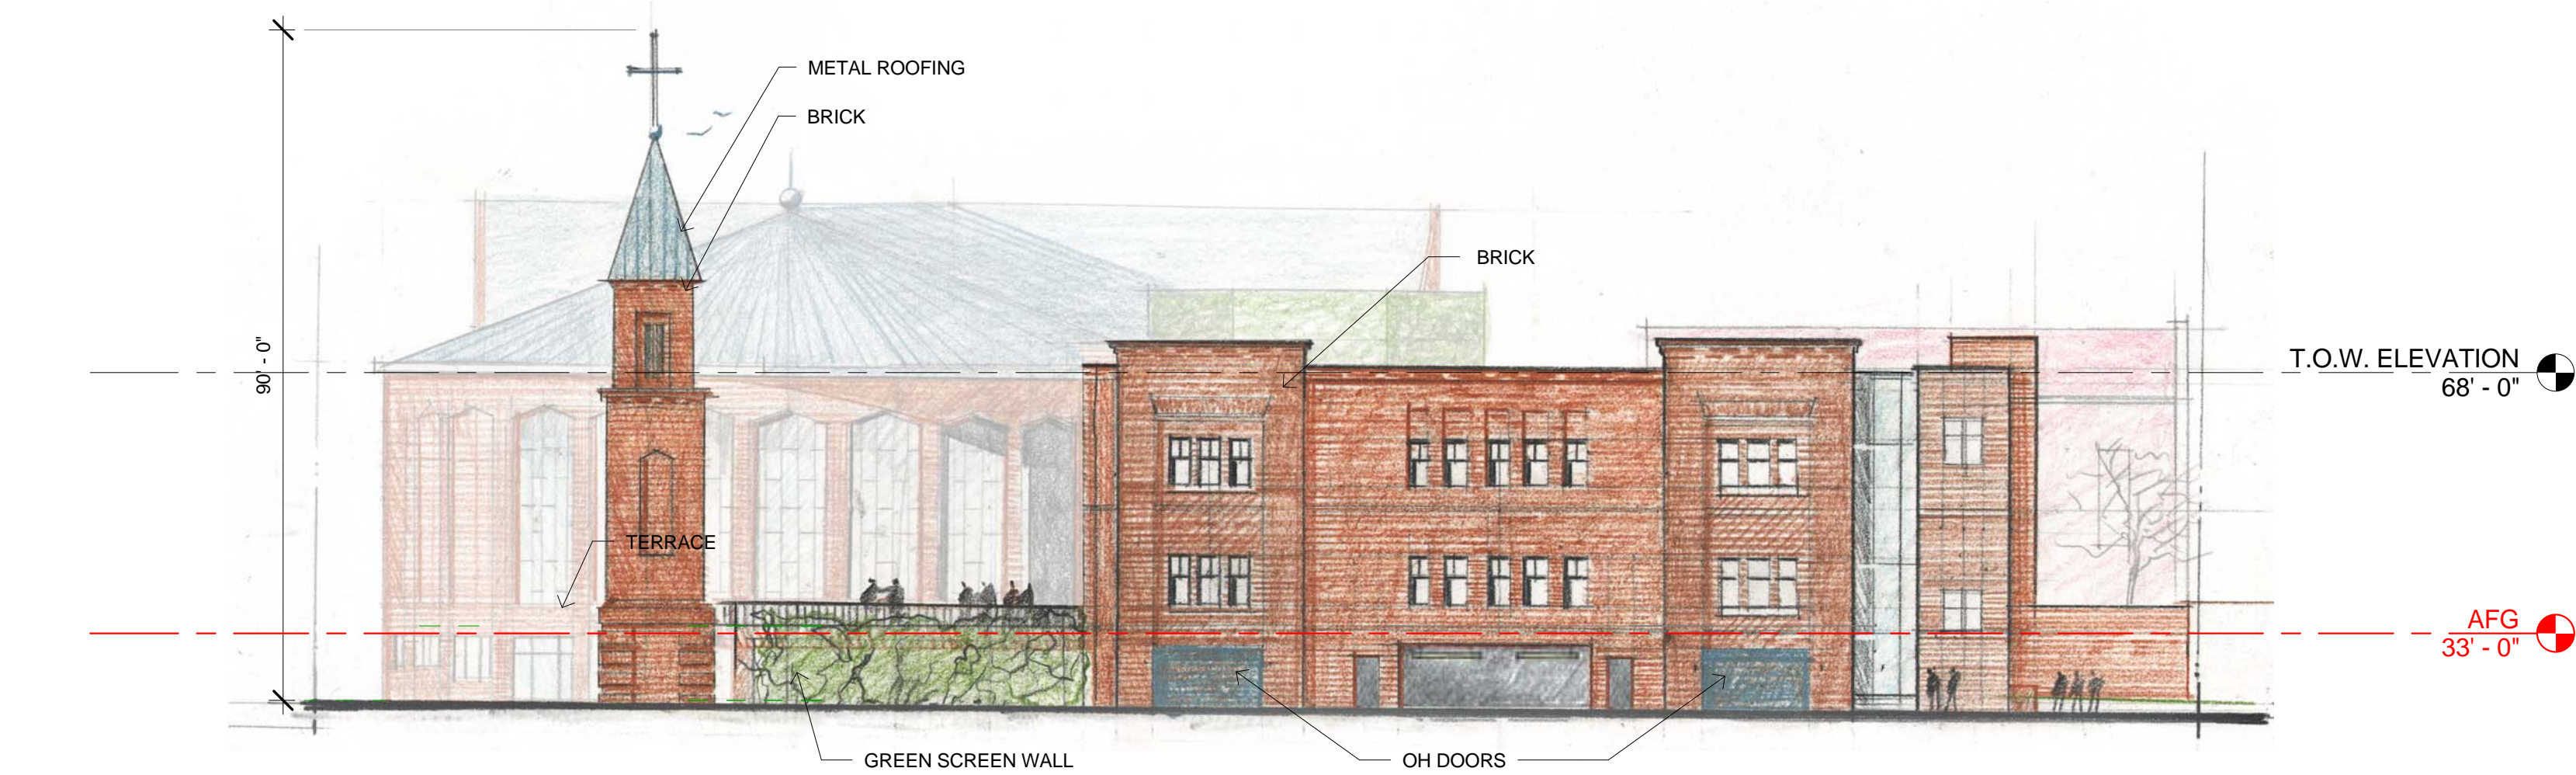 METAL ROOFING
BRICK
BRICK
90' - 0"
T.O.W. ELEVATION
68' - 0"
TERRACE
AFG
33' - 0"
GREEN SCREEN WALL
OH DOORS